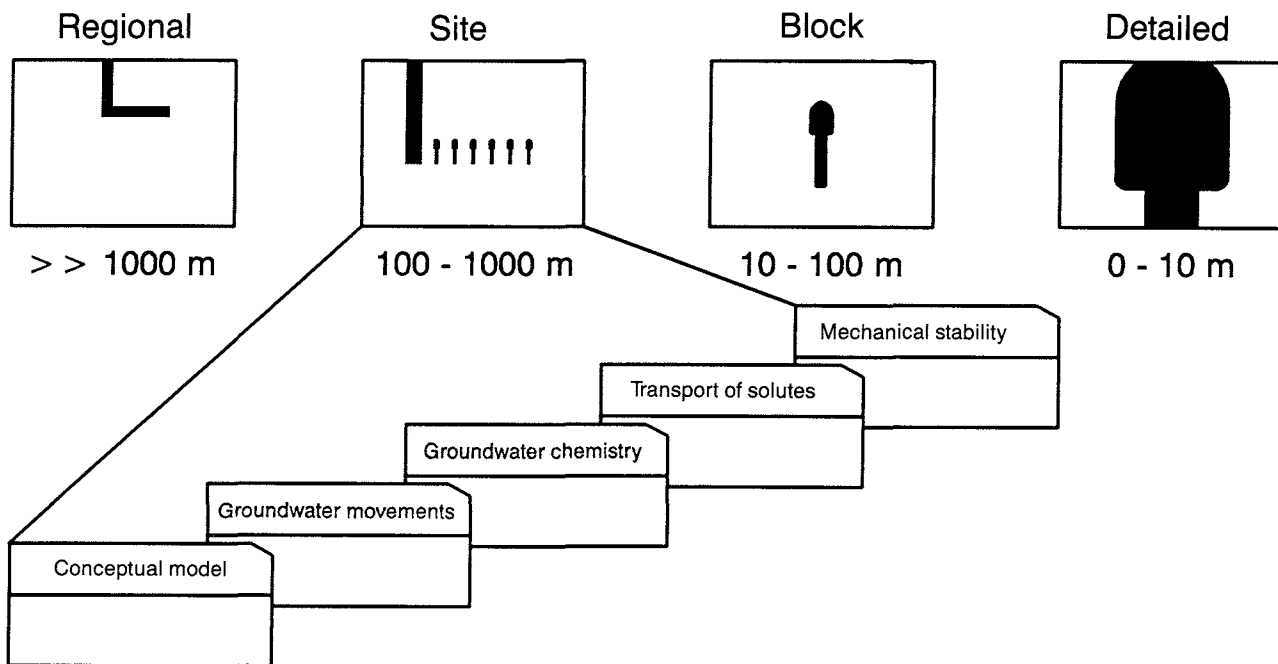 Regional
Site
Block
Detailed
> > 1000 m
100 - 1000 m
10 - 100 m
0 - 10 m
Mechanical stability
Transport of solutes
Groundwater chemistry
Groundwater movements
Conceptual model